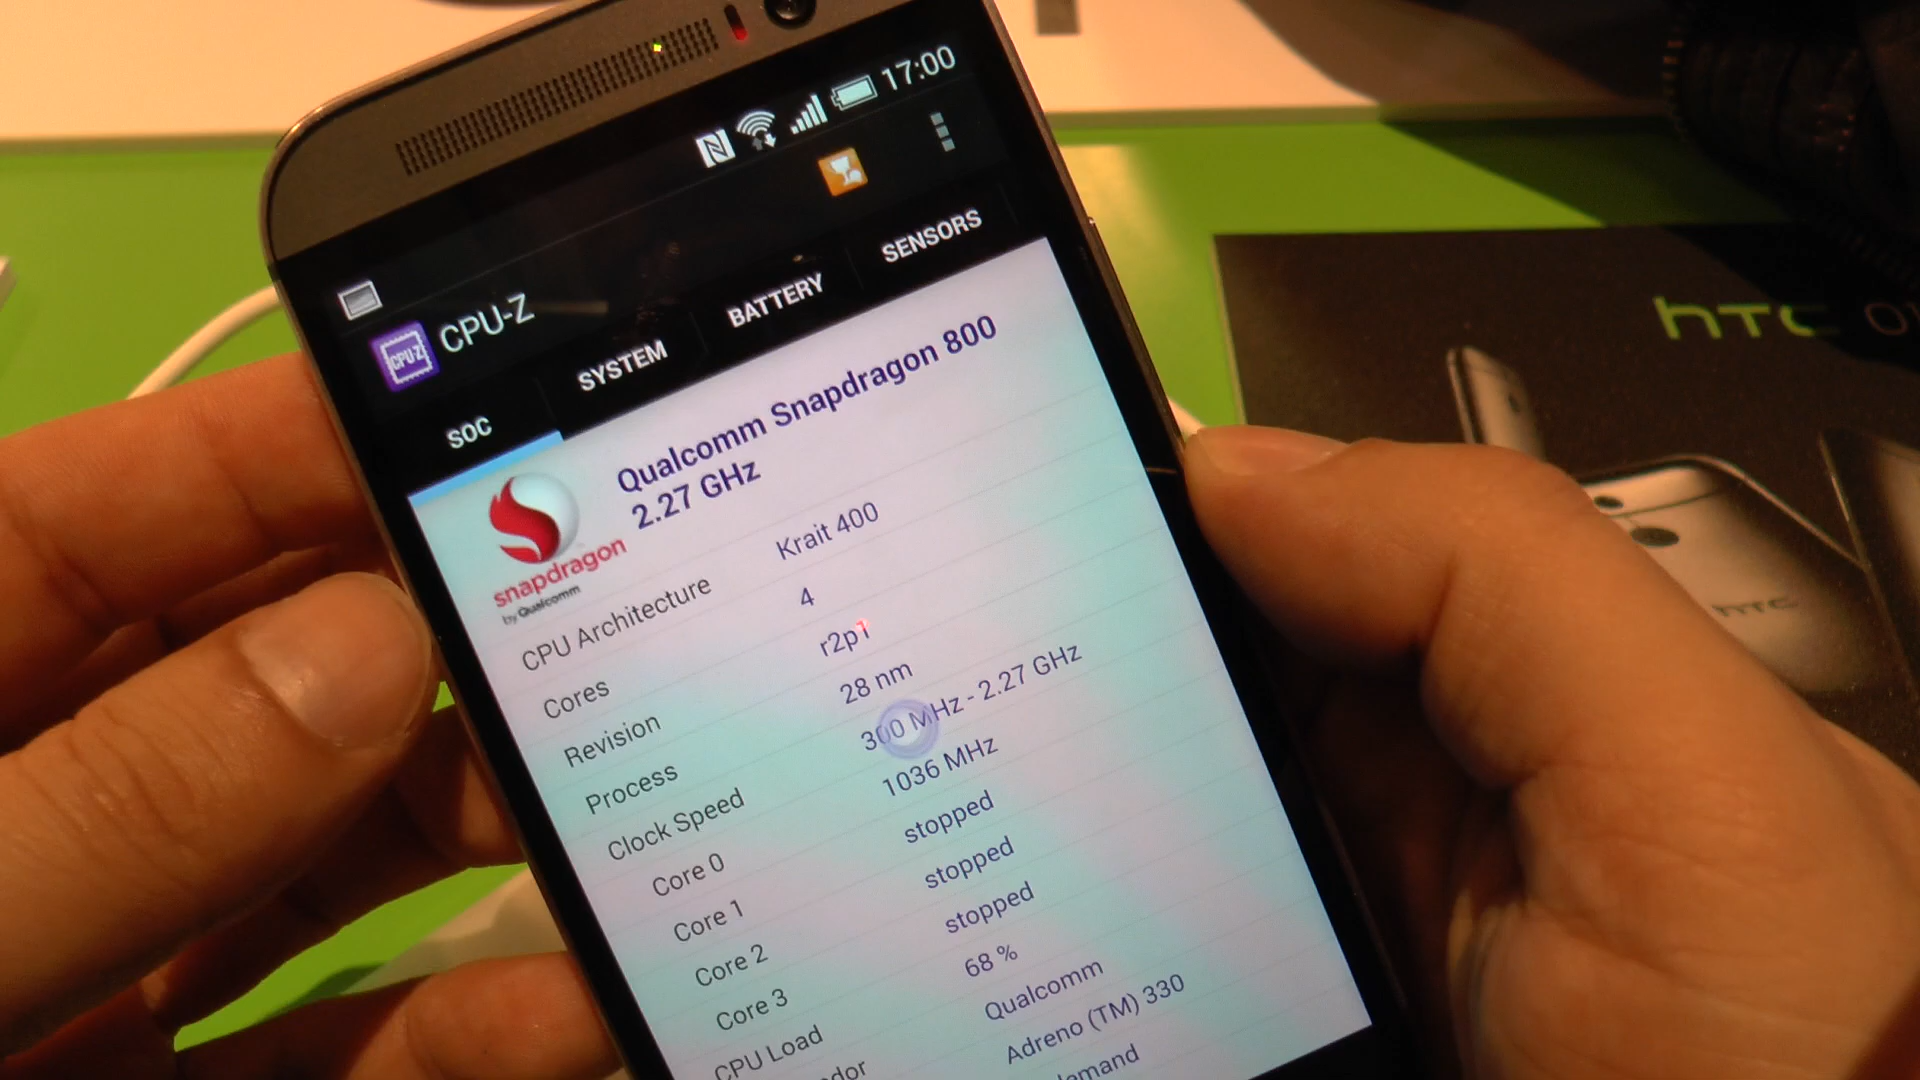 17:00
CPU-Z
SOC SYSTEM BATTERY SENSORS
Qualcomm Snapdragon 800
2.27 GHz
snapdragon
by Qualcomm
CPU Architecture Krait 400
Cores 4
Revision r2p1
Process 28 nm
Clock Speed 300 MHz - 2.27 GHz
Core 0 1036 MHz
Core 1 stopped
Core 2 stopped
Core 3 stopped
CPU Load 68 %
Qualcomm
Adreno (TM) 330
CPU-Z
hTC
hTC